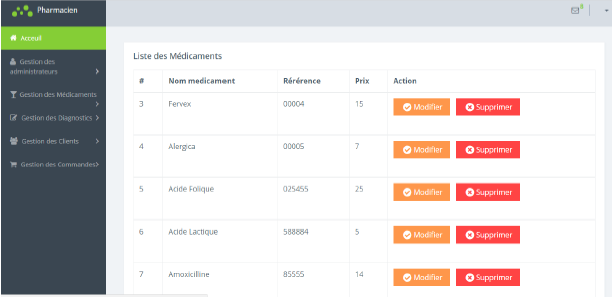 Pharmacien
Acceuil
Gestion des
administrateurs
Gestion des Médicaments
Gestion des Diagnostics
Gestion des Clients
Gestion des Commandes
Liste des Médicaments
# Nom medicament Rérérence Prix Action
3 Fervex 00004 15 Modifier Supprimer
4 Alergica 00005 7 Modifier Supprimer
5 Acide Folique 025455 25 Modifier Supprimer
6 Acide Lactique 588884 5 Modifier Supprimer
7 Amoxicilline 85555 14 Modifier Supprimer